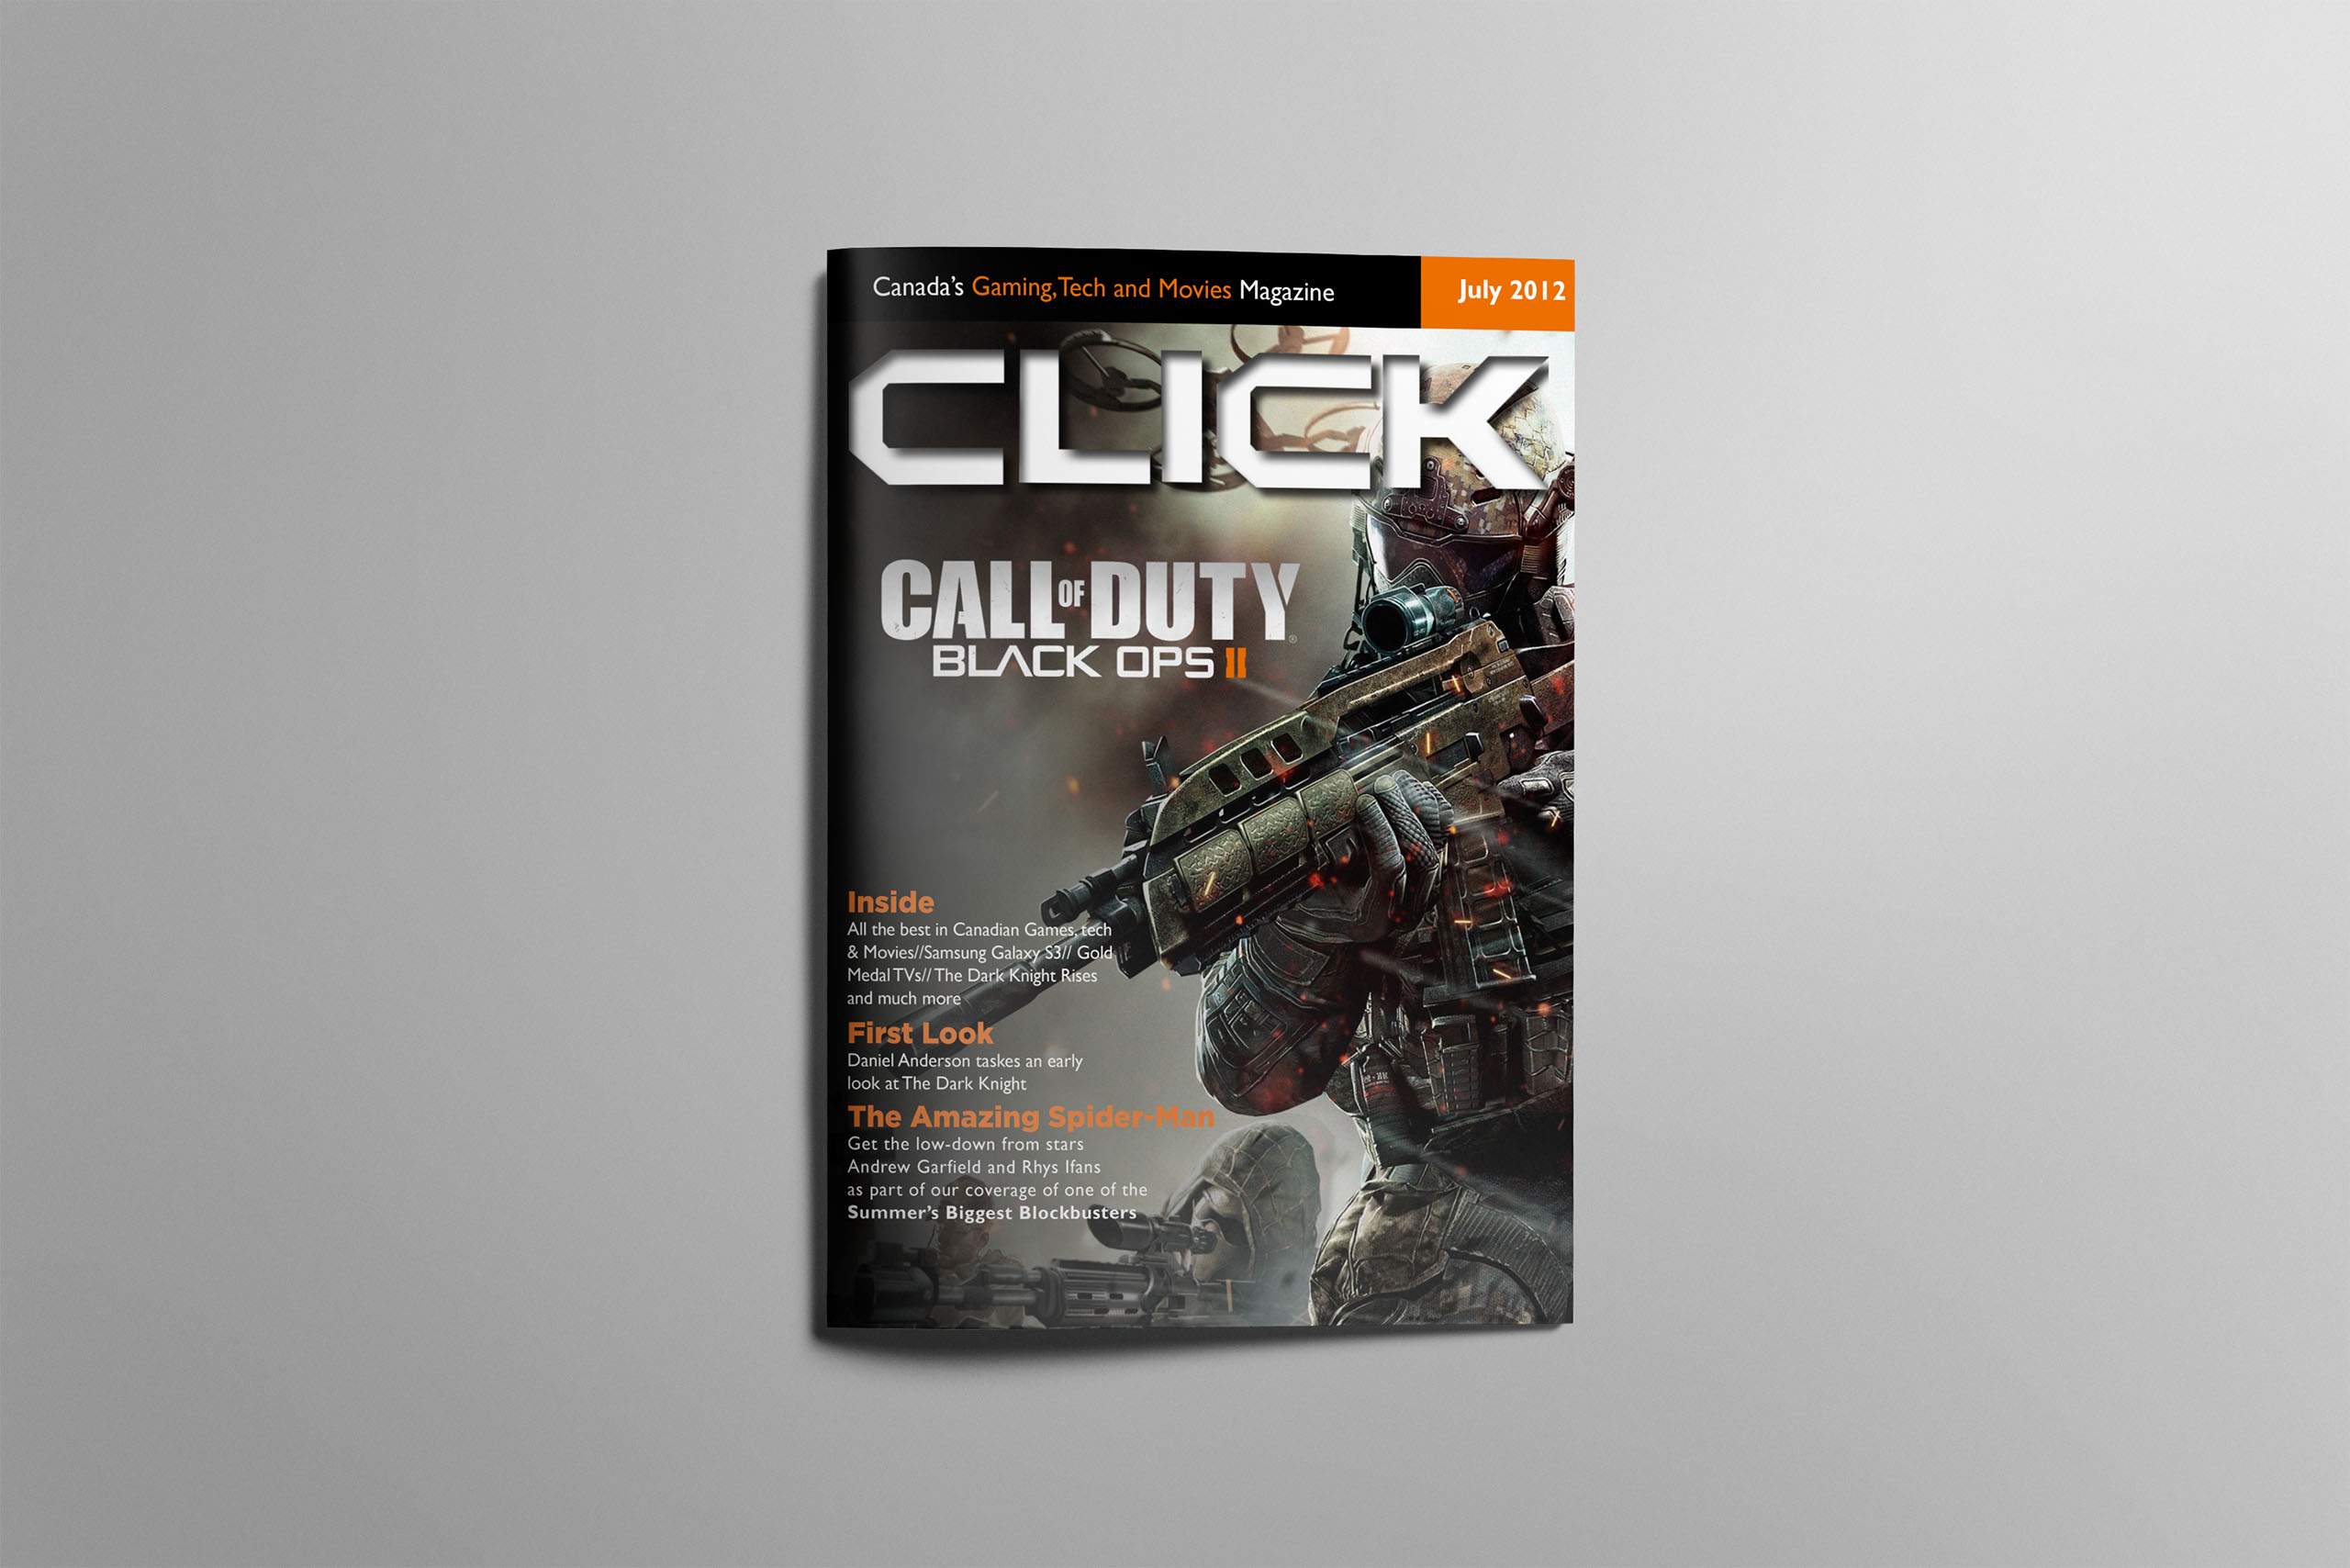 Canada's Gaming, Tech and Movies Magazine
July 2012
CLICK
CALL OF DUTY®
BLACK OPS II
Inside
All the best in Canadian Games, tech
& Movies//Samsung Galaxy S3// Gold
Medal TVs// The Dark Knight Rises
and much more
First Look
Daniel Anderson taskes an early
look at The Dark Knight
The Amazing Spider-Man
Get the low-down from stars
Andrew Garfield and Rhys Ifans
as part of our coverage of one of the
Summer's Biggest Blockbusters